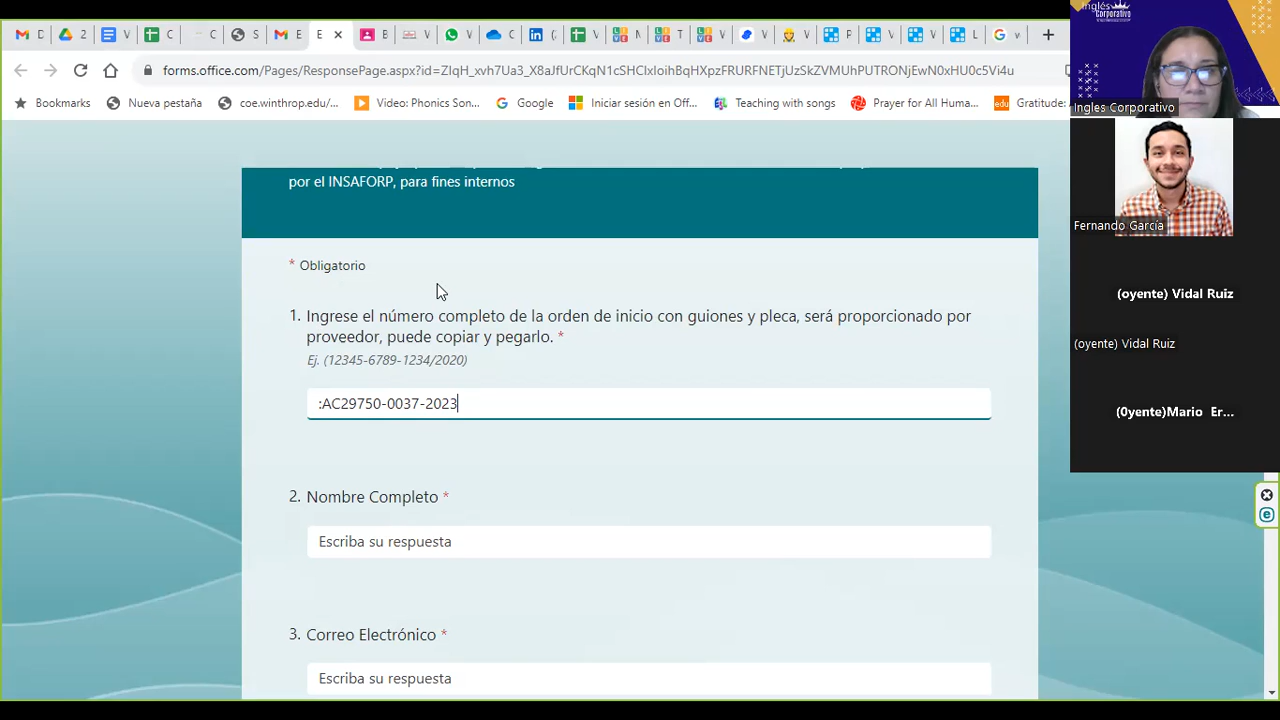 forms.office.com/Pages/ResponsePage.aspx?id=ZIqH_xvh7Ua3_X8aJfUrCKqN1cSHCIxIoihBqHXpzFRURFNETjUzSkZVMUhPUTRONjEwN0xHU0c5Vi4u
Bookmarks
Nueva pestaña
coe.winthrop.edu/...
Video: Phonics Son...
Google
Iniciar sesión en Off...
Teaching with songs
Prayer for All Huma...
Gratitude:
Inglés
Corporativo
Ingles Corporativo
Fernando García
(oyente) Vidal Ruiz
(oyente) Vidal Ruiz
(0yente)Mario Er...
por el INSAFORP, para fines internos
* Obligatorio
1. Ingrese el número completo de la orden de inicio con guiones y pleca, será proporcionado por
proveedor, puede copiar y pegarlo. *
Ej. (12345-6789-1234/2020)
:AC29750-0037-2023
2. Nombre Completo *
Escriba su respuesta
3. Correo Electrónico *
Escriba su respuesta